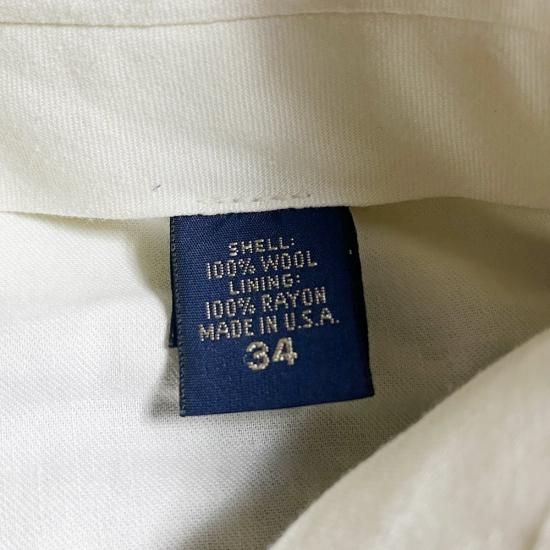 SHELL:
100% WOOL
LINING:
100% RAYON
MADE IN U.S.A.
34